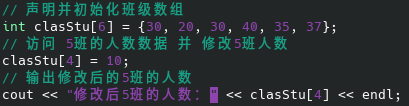 // 声明并初始化班级数组
int clasStu[6] = {30, 20, 30, 40, 35, 37};
// 访问 5班的人数数据 并 修改5班人数
clasStu[4] = 10;
// 输出修改后的5班的人数
cout << "修改后5班的人数：" << clasStu[4] << endl;